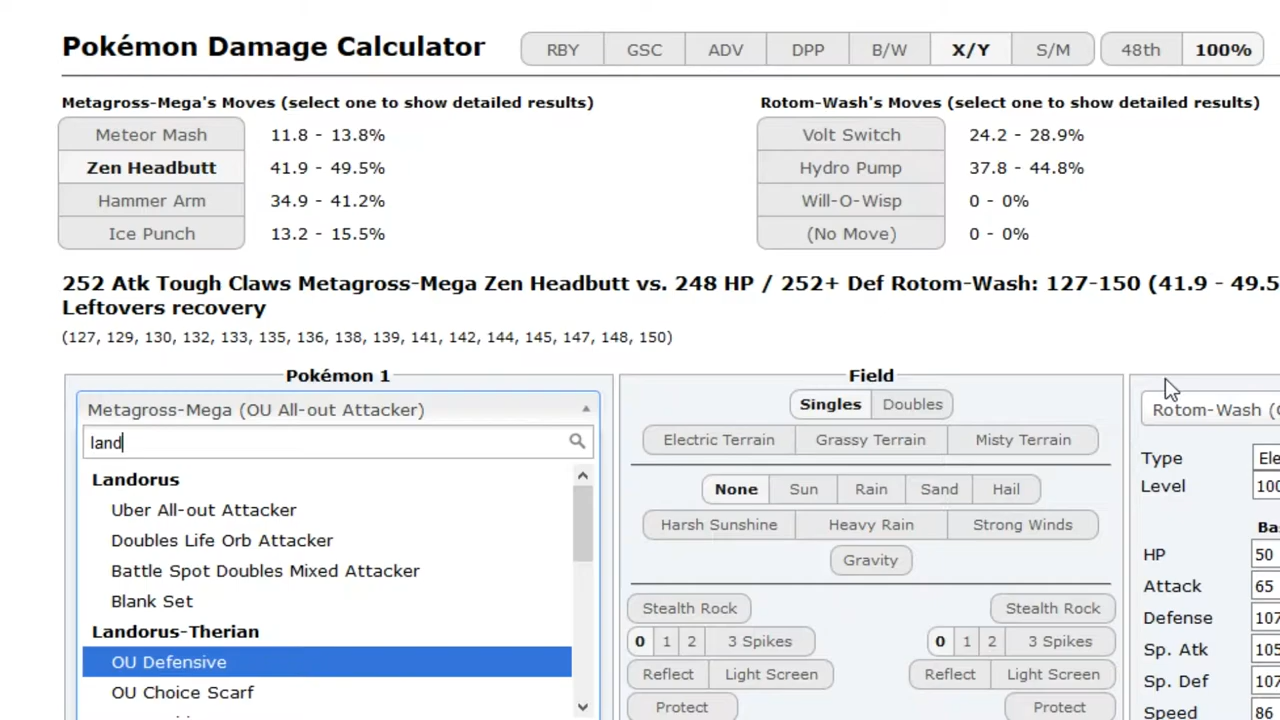 Pokémon Damage Calculator
RBY GSC ADV DPP B/W X/Y S/M 48th 100%
Metagross-Mega's Moves (select one to show detailed results)
Meteor Mash 11.8 - 13.8%
Zen Headbutt 41.9 - 49.5%
Hammer Arm 34.9 - 41.2%
Ice Punch 13.2 - 15.5%
Rotom-Wash's Moves (select one to show detailed results)
Volt Switch 24.2 - 28.9%
Hydro Pump 37.8 - 44.8%
Will-O-Wisp 0 - 0%
(No Move) 0 - 0%
252 Atk Tough Claws Metagross-Mega Zen Headbutt vs. 248 HP / 252+ Def Rotom-Wash: 127-150 (41.9 - 49.5
Leftovers recovery
(127, 129, 130, 132, 133, 135, 136, 138, 139, 141, 142, 144, 145, 147, 148, 150)
Pokémon 1
Metagross-Mega (OU All-out Attacker)
land
Landorus
Uber All-out Attacker
Doubles Life Orb Attacker
Battle Spot Doubles Mixed Attacker
Blank Set
Landorus-Therian
OU Defensive
OU Choice Scarf
Field
Singles Doubles
Electric Terrain Grassy Terrain Misty Terrain
None Sun Rain Sand Hail
Harsh Sunshine Heavy Rain Strong Winds
Gravity
Stealth Rock Stealth Rock
0 1 2 3 Spikes 0 1 2 3 Spikes
Reflect Light Screen Reflect Light Screen
Protect Protect
Rotom-Wash (
Type Ele
Level 100
Ba
HP 50
Attack 65
Defense 107
Sp. Atk 105
Sp. Def 107
Speed 86